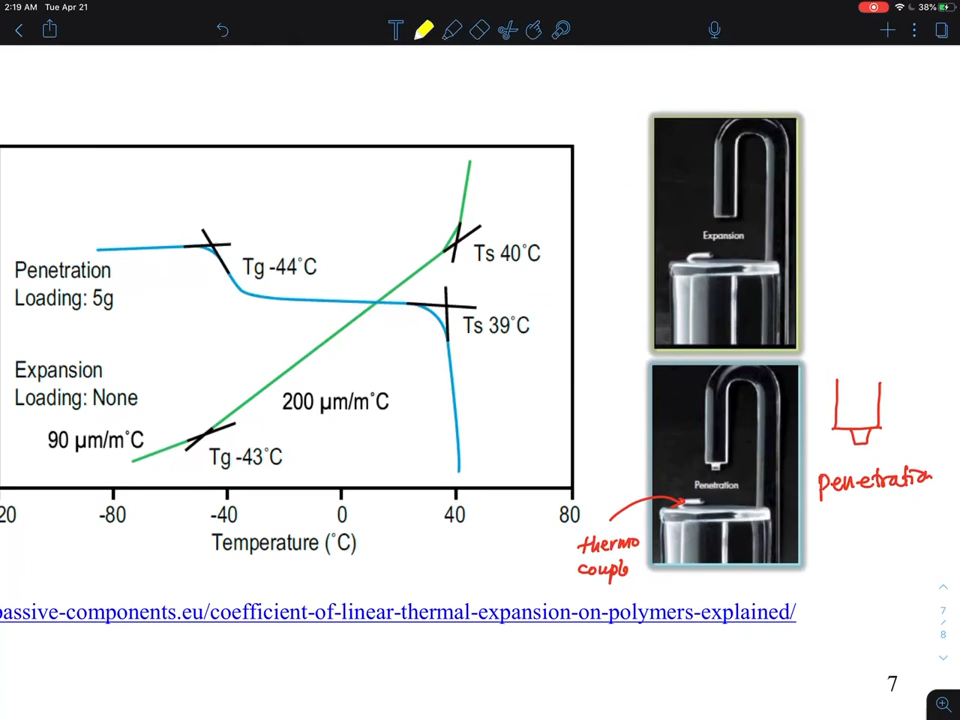 2:19 AM Tue Apr 21
38%
T
Expansion
Tg -44°C
Ts 40°C
Penetration
Loading: 5g
Ts 39°C
Expansion
Loading: None
200 µm/m°C
90 µm/m°C
Tg -43°C
Penetration
penetration
20 -80 -40 0 40 80
Temperature (°C)
thermo
couple
passive-components.eu/coefficient-of-linear-thermal-expansion-on-polymers-explained/
7
/
8
7